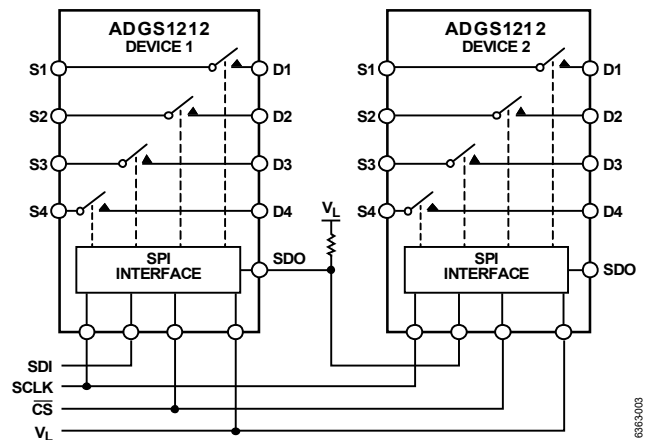 ADGS1212
DEVICE 1
S1
D1
S2
D2
S3
D3
S4
D4
SPI
INTERFACE
SDO
VL
ADGS1212
DEVICE 2
S1
D1
S2
D2
S3
D3
S4
D4
SPI
INTERFACE
SDO
SDI
SCLK
CS
VL
6363-003